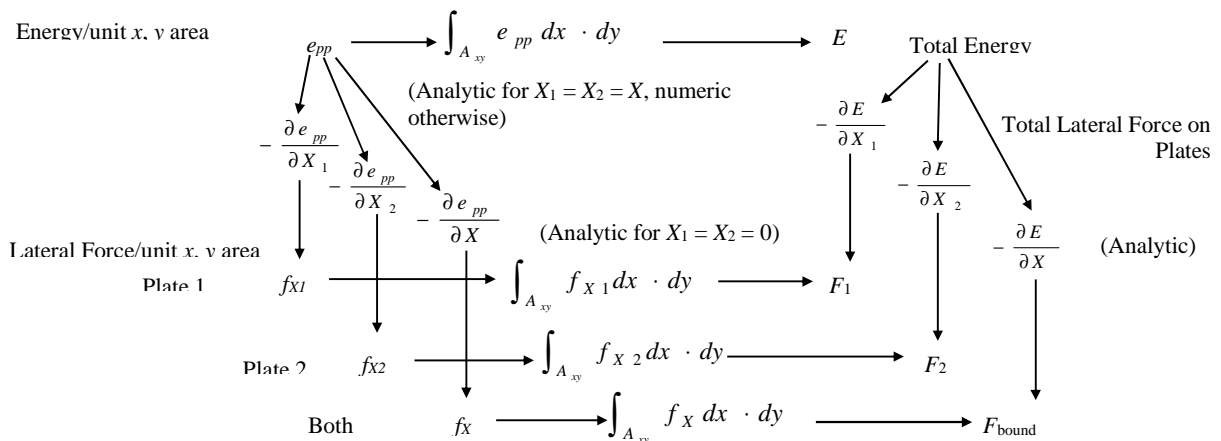 Energy/unit x, y area
e_pp ∫_{A_xy} e_pp dx · dy E Total Energy
(Analytic for X₁ = X₂ = X, numeric
otherwise)
− ∂e_pp/∂X₁ − ∂E/∂X₁ Total Lateral Force on
Plates
− ∂e_pp/∂X₂ − ∂E/∂X₂
− ∂e_pp/∂X (Analytic for X₁ = X₂ = 0) − ∂E/∂X (Analytic)
Lateral Force/unit x, y area
Plate 1 f_X1 ∫_{A_xy} f_X1 dx · dy F₁
Plate 2 f_X2 ∫_{A_xy} f_X2 dx · dy F₂
Both f_X ∫_{A_xy} f_X dx · dy F_bound